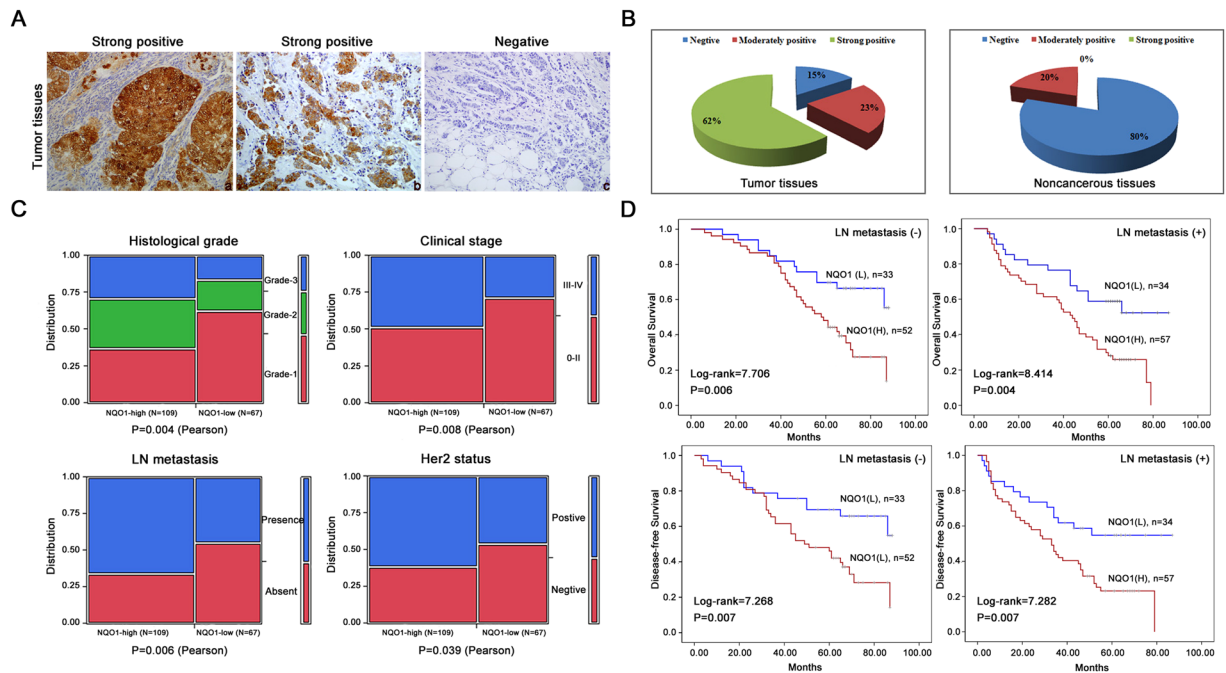 A
Strong positive
Strong positive
Negative
Tumor tissues
a
b
c
B
Negtive
Moderately positive
Strong positive
15%
23%
62%
Tumor tissues
Negtive
Moderately positive
Strong positive
0%
20%
80%
Noncancerous tissues
C
Histological grade
Distribution
1.00
0.75
0.50
0.25
0.00
Grade-3
Grade-2
Grade-1
NQO1-high (N=109)
NQO1-low (N=67)
P=0.004 (Pearson)
Clinical stage
Distribution
1.00
0.75
0.50
0.25
0.00
III-IV
0-II
NQO1-high (N=109)
NQO1-low (N=67)
P=0.008 (Pearson)
LN metastasis
Distribution
1.00
0.75
0.50
0.25
0.00
Presence
Absent
NQO1-high (N=109)
NQO1-low (N=67)
P=0.006 (Pearson)
Her2 status
Distribution
1.00
0.75
0.50
0.25
0.00
Postive
Negtive
NQO1-high (N=109)
NQO1-low (N=67)
P=0.039 (Pearson)
D
LN metastasis (-)
Overall Survival
1.0
0.8
0.6
0.4
0.2
0.0
NQO1 (L), n=33
NQO1(H), n=52
Log-rank=7.706
P=0.006
0.00 20.00 40.00 60.00 80.00 100.00
Months
LN metastasis (+)
Overall Survival
1.0
0.8
0.6
0.4
0.2
0.0
NQO1(L), n=34
NQO1(H), n=57
Log-rank=8.414
P=0.004
0.00 20.00 40.00 60.00 80.00 100.00
Months
LN metastasis (-)
Disease-free Survival
1.0
0.8
0.6
0.4
0.2
0.0
NQO1(L), n=33
NQO1(L), n=52
Log-rank=7.268
P=0.007
0.00 20.00 40.00 60.00 80.00 100.00
Months
LN metastasis (+)
Disease-free Survival
1.0
0.8
0.6
0.4
0.2
0.0
NQO1(L), n=34
NQO1(H), n=57
Log-rank=7.282
P=0.007
0.00 20.00 40.00 60.00 80.00 100.00
Months